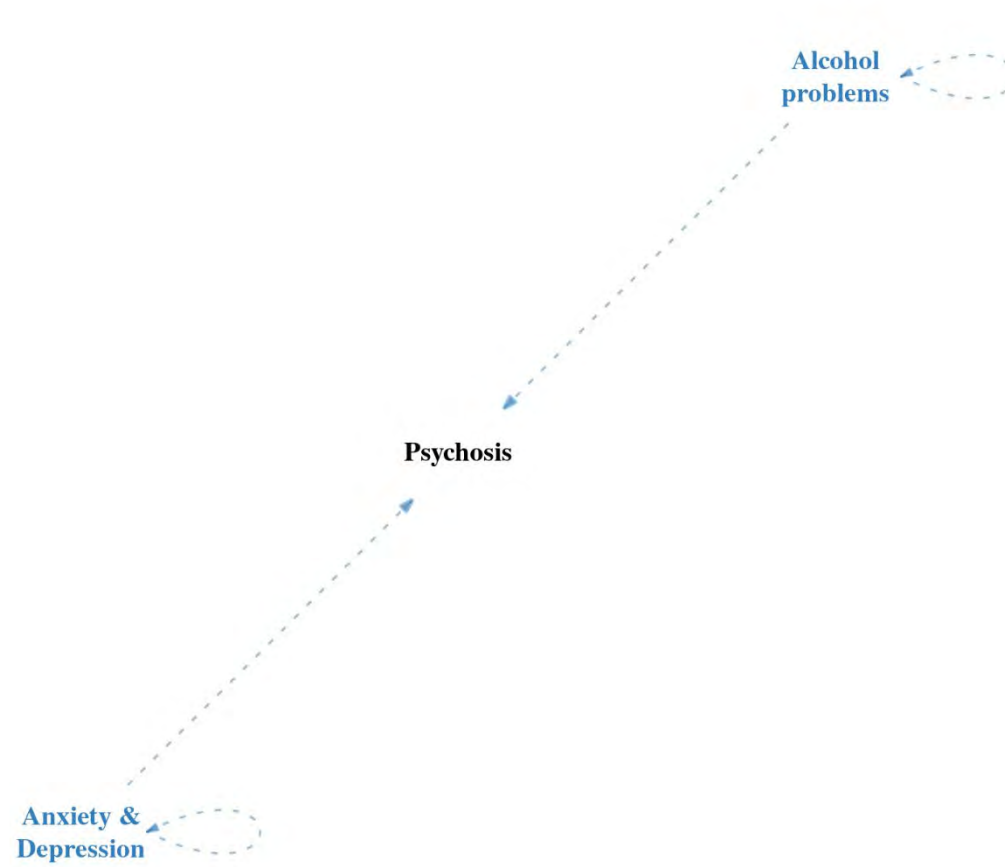 Alcohol
problems
Psychosis
Anxiety &
Depression